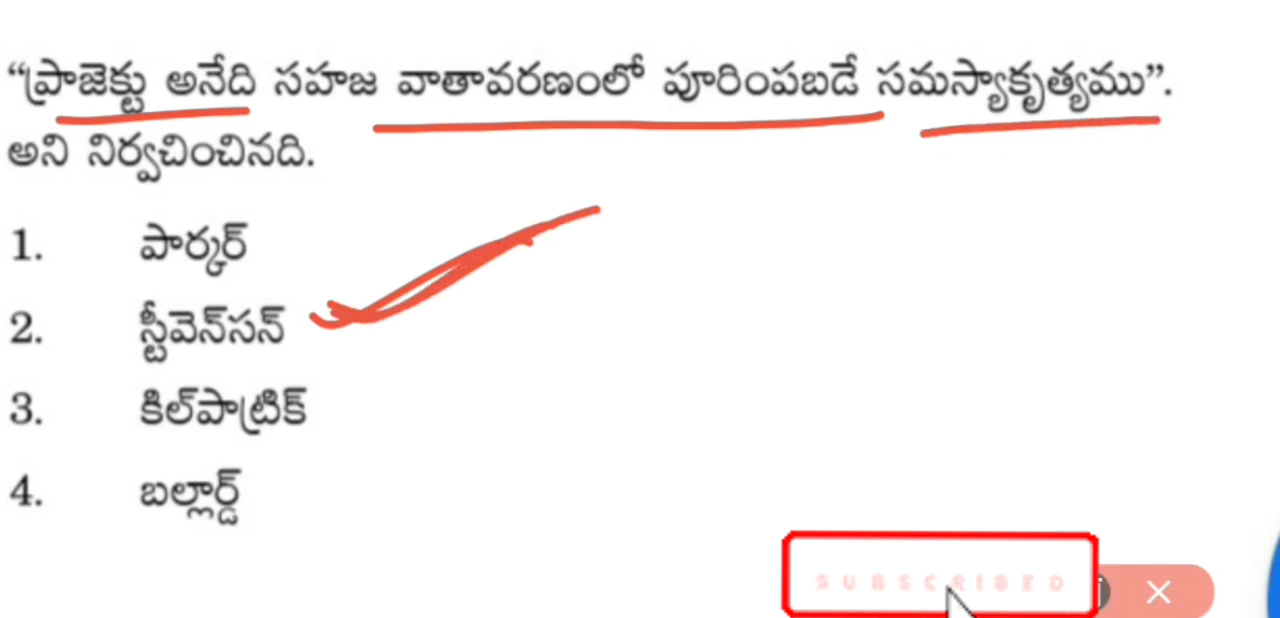 “ప్రాజెక్టు అనేది సహజ వాతావరణంలో పూరింపబడే సమస్యాకృత్యము”.
అని నిర్వచించినది.
1. పార్కర్
2. స్టీవెన్‌సన్
3. కిల్‌పాట్రిక్
4. బల్లార్డ్
SUBSCRIBED